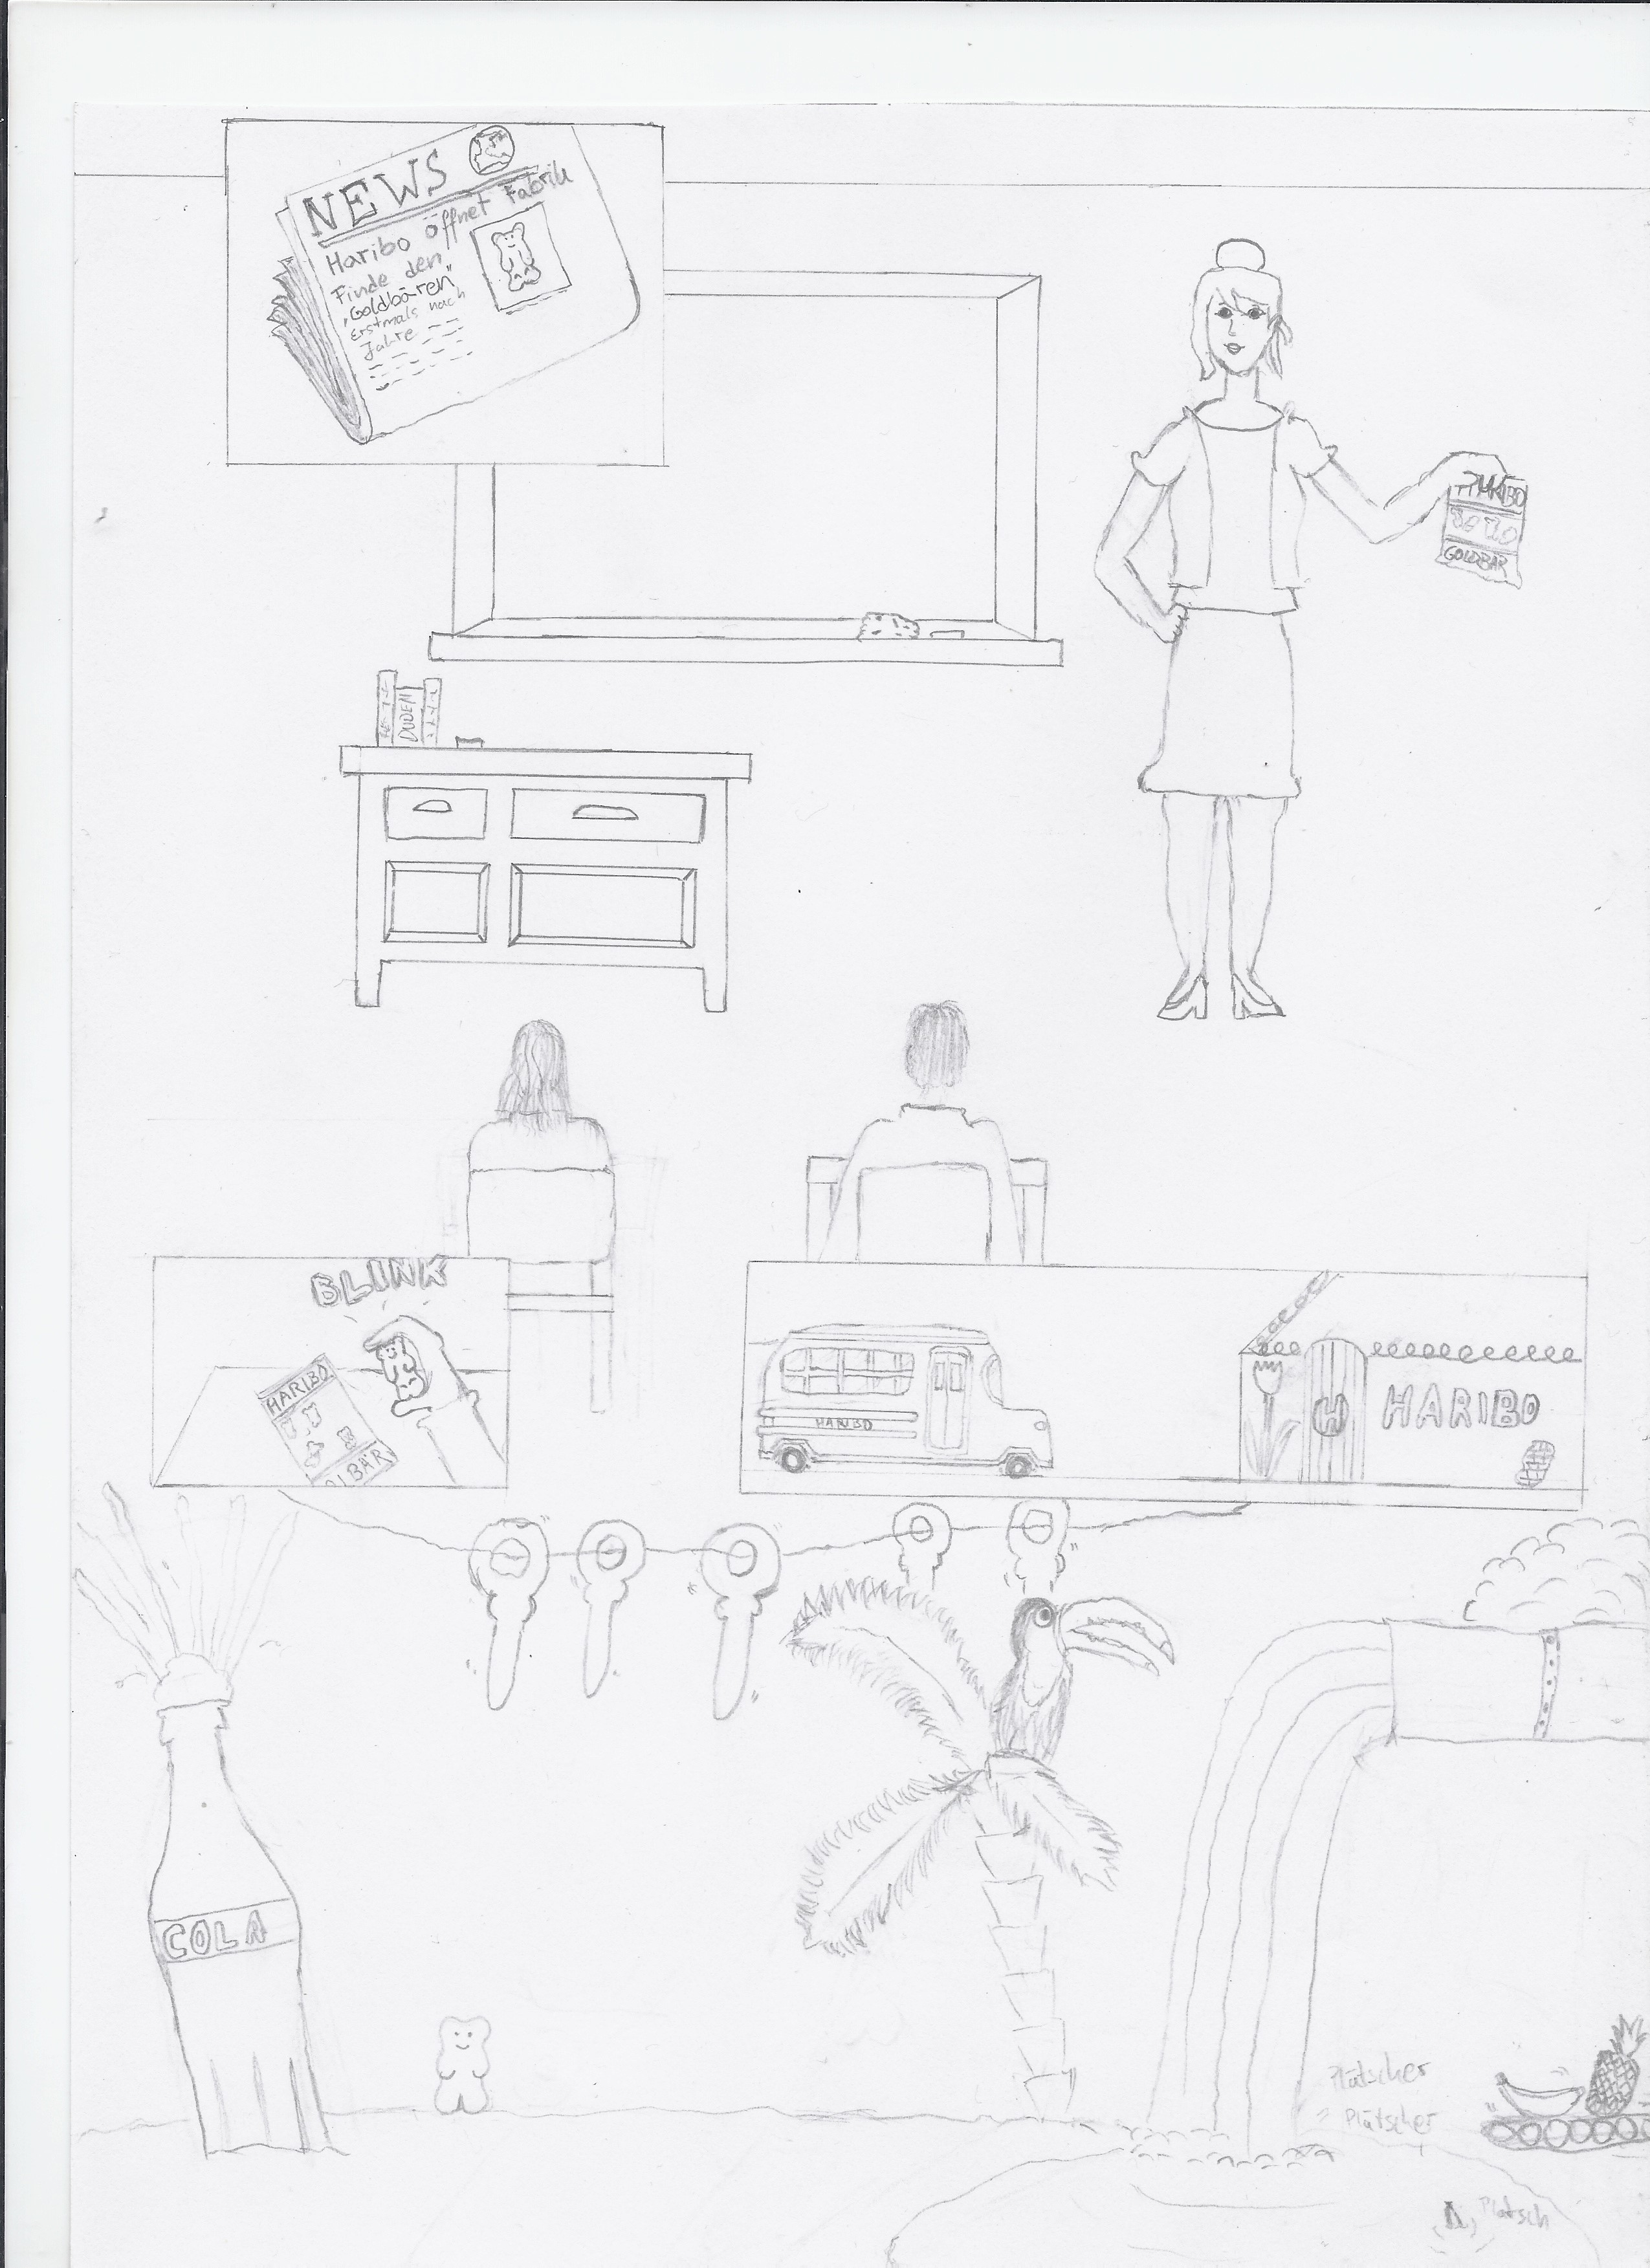 NEWS
Haribo öffnet Fabrik
Finde den
"Goldbären"
Erstmals nach
Jahre
HARIBO
GOLDBÄR
DUDEN
BLINK
HARIBO
OLBÄR
HARIBO
H
HARIBO
COLA
Plätscher
Plätscher
Platsch